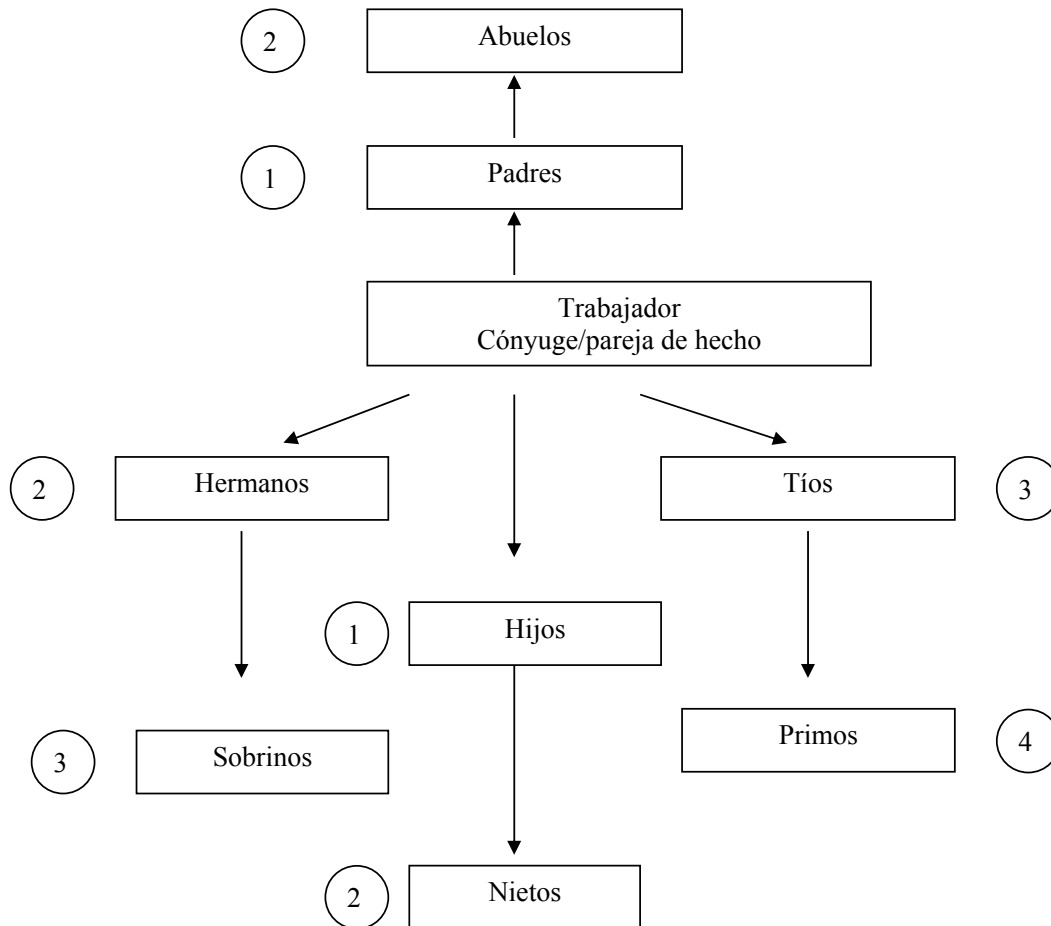 2
Abuelos
1
Padres
Trabajador
Cónyuge/pareja de hecho
2
Hermanos
Tíos
3
1
Hijos
3
Sobrinos
Primos
4
2
Nietos